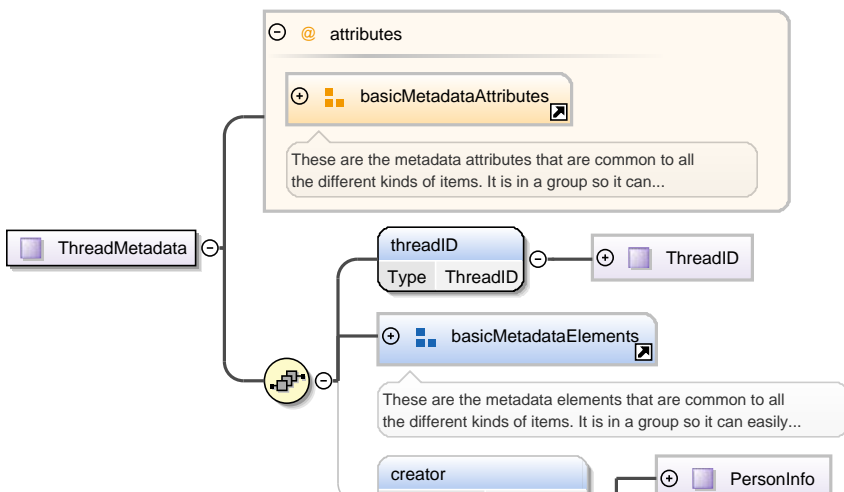 @ attributes
basicMetadataAttributes
These are the metadata attributes that are common to all
the different kinds of items. It is in a group so it can...
ThreadMetadata
threadID
Type ThreadID
ThreadID
basicMetadataElements
These are the metadata elements that are common to all
the different kinds of items. It is in a group so it can easily...
creator
PersonInfo